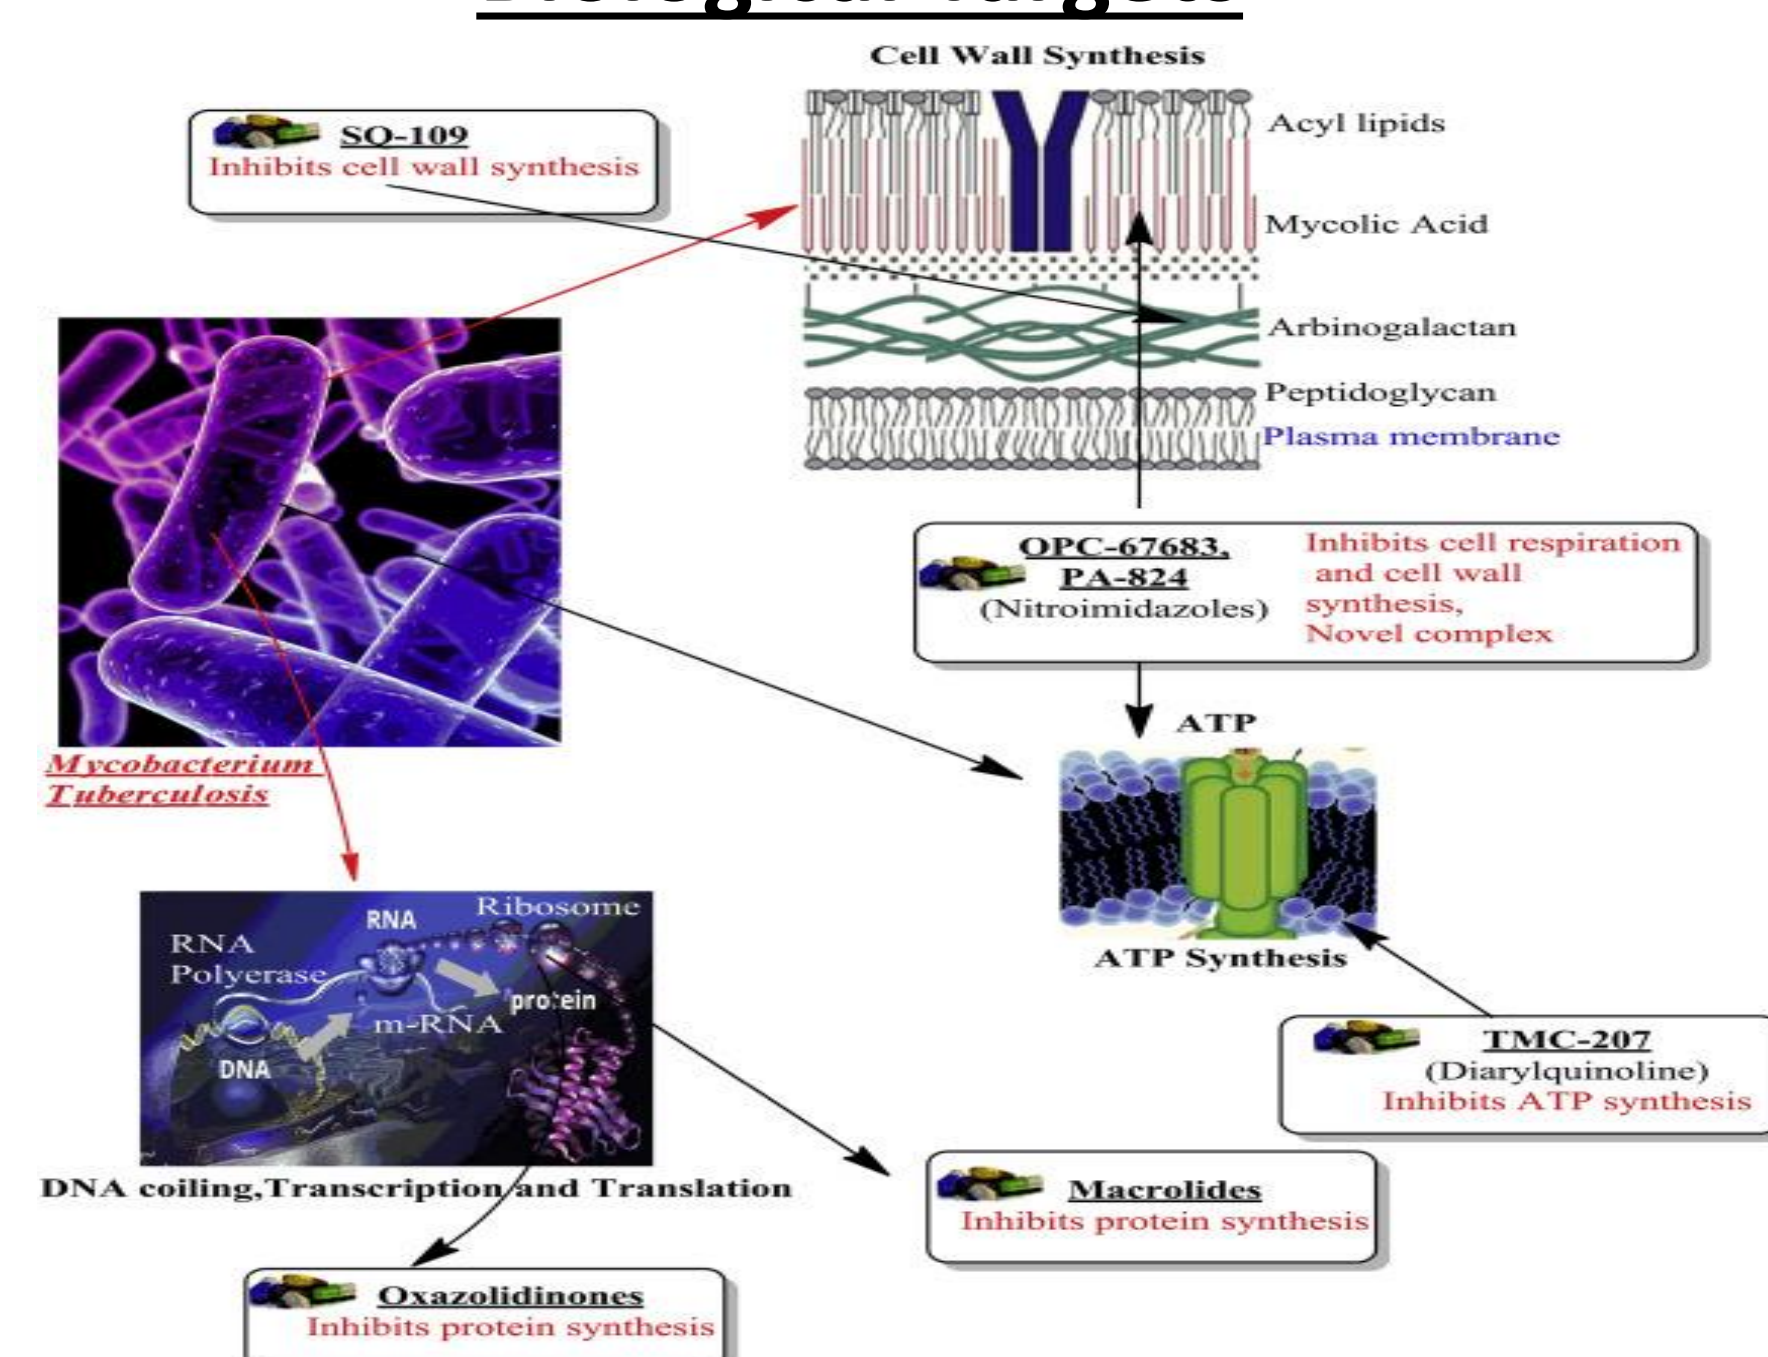 Biological Targets
Cell Wall Synthesis
SQ-109
Inhibits cell wall synthesis
Acyl lipids
Mycolic Acid
Arbinogalactan
Peptidoglycan
Plasma membrane
OPC-67683,
PA-824
(Nitroimidazoles)
Inhibits cell respiration
and cell wall
synthesis,
Novel complex
Mycobacterium
Tuberculosis
ATP
ATP Synthesis
RNA
Ribosome
RNA
Polyerase
protein
m-RNA
DNA
DNA coiling,Transcription and Translation
TMC-207
(Diarylquinoline)
Inhibits ATP synthesis
Macrolides
Inhibits protein synthesis
Oxazolidinones
Inhibits protein synthesis